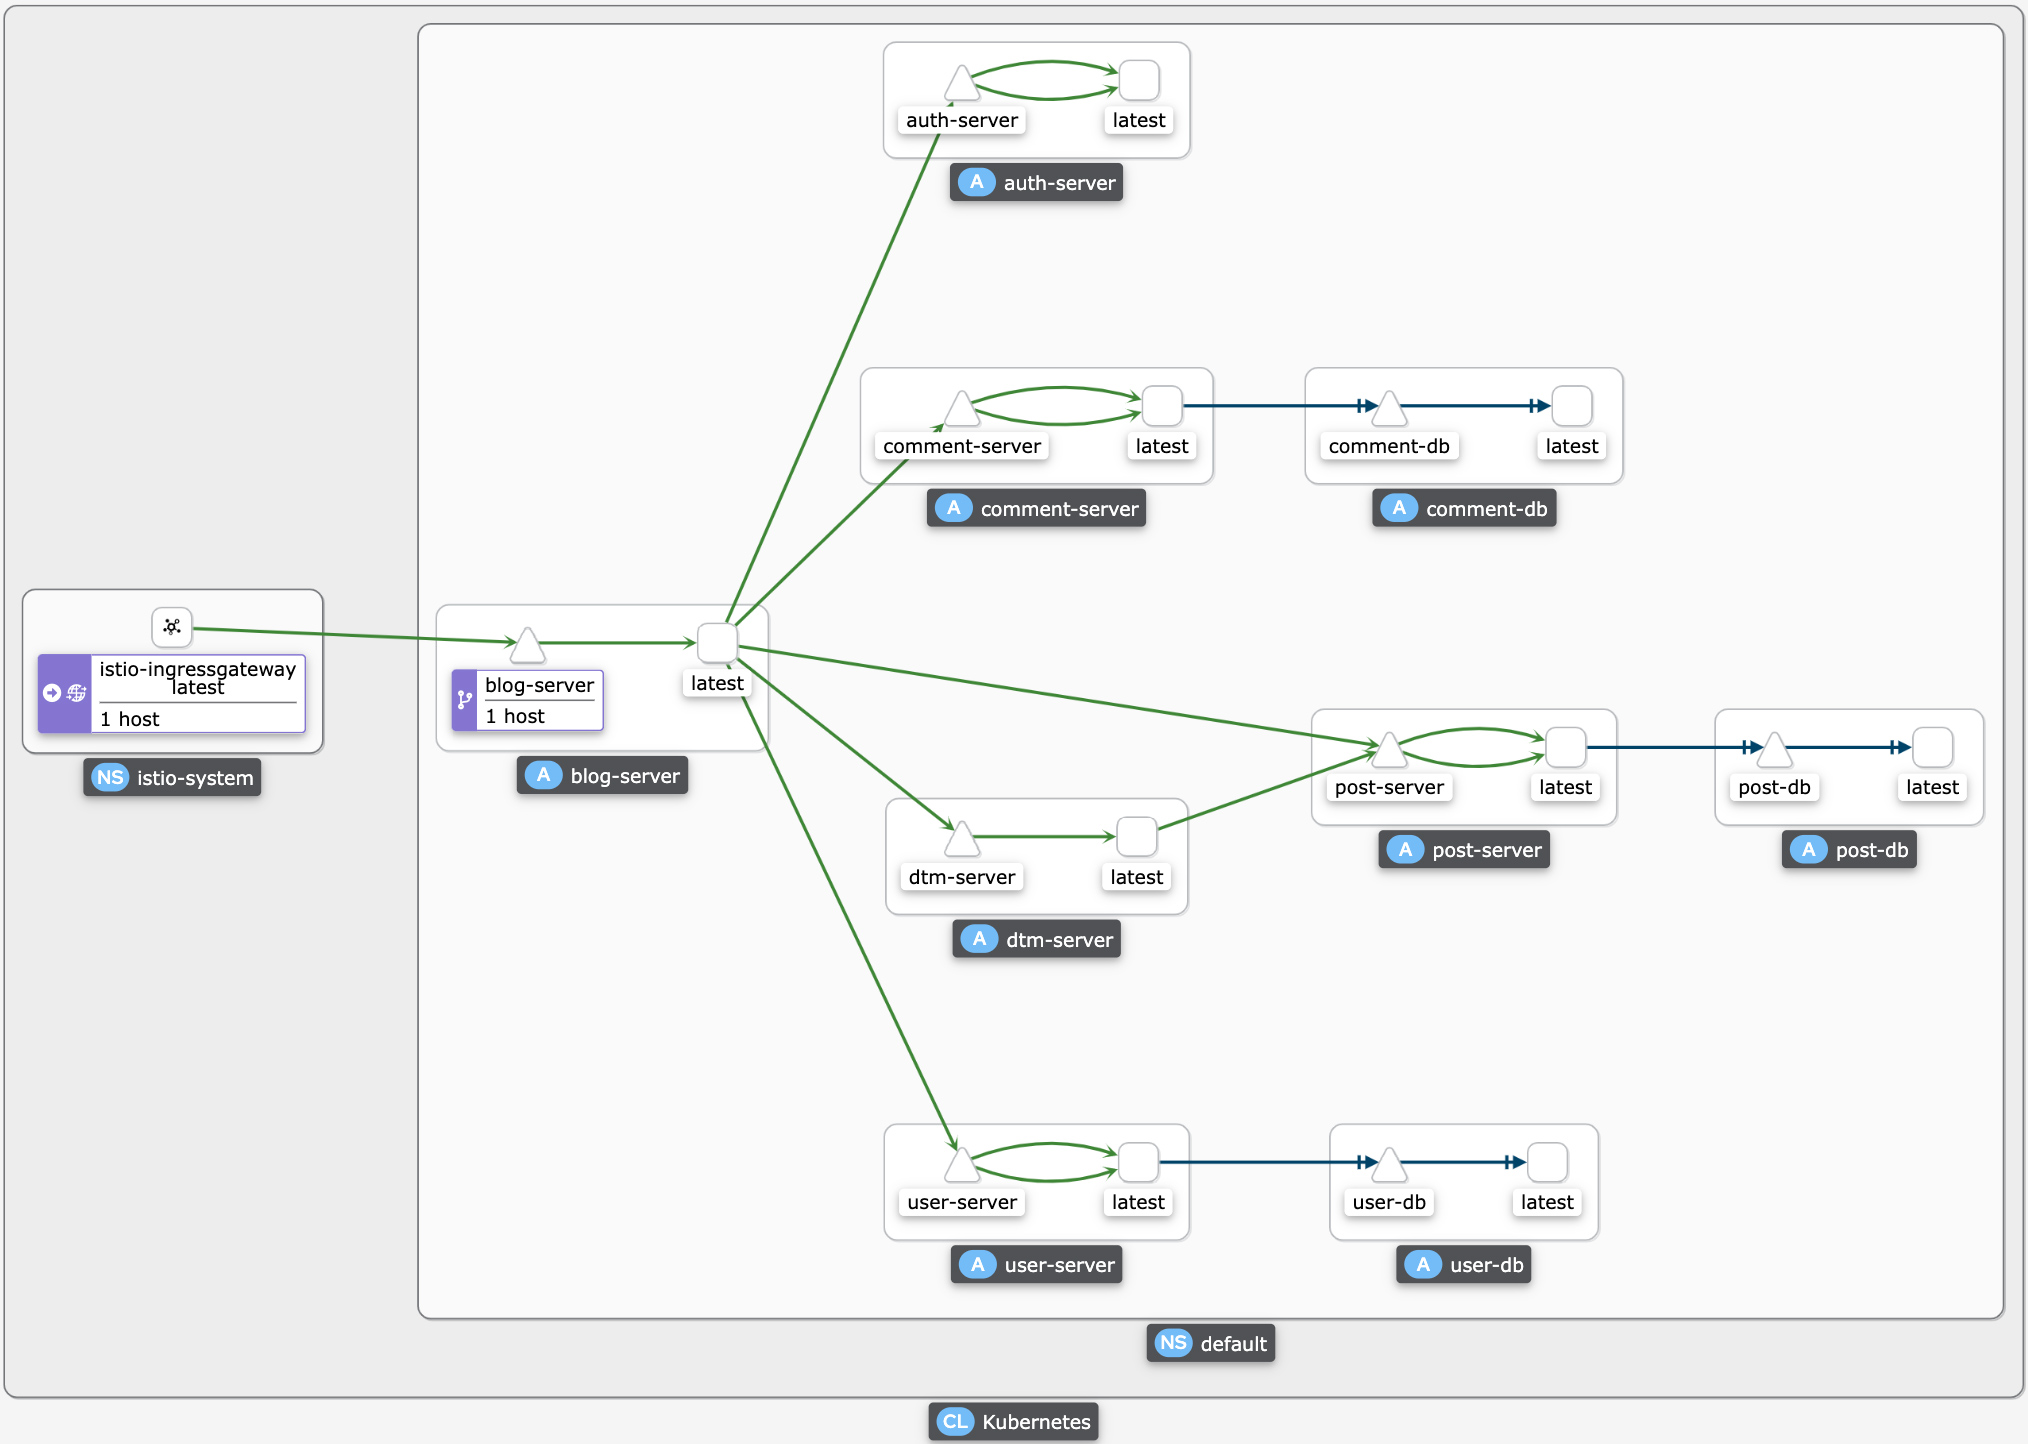 auth-server
latest
A auth-server
comment-server
latest
comment-db
latest
A comment-server
A comment-db
istio-ingressgateway
latest
1 host
NS istio-system
blog-server
1 host
latest
A blog-server
post-server
latest
post-db
latest
A post-server
A post-db
dtm-server
latest
A dtm-server
user-server
latest
user-db
latest
A user-server
A user-db
NS default
CL Kubernetes